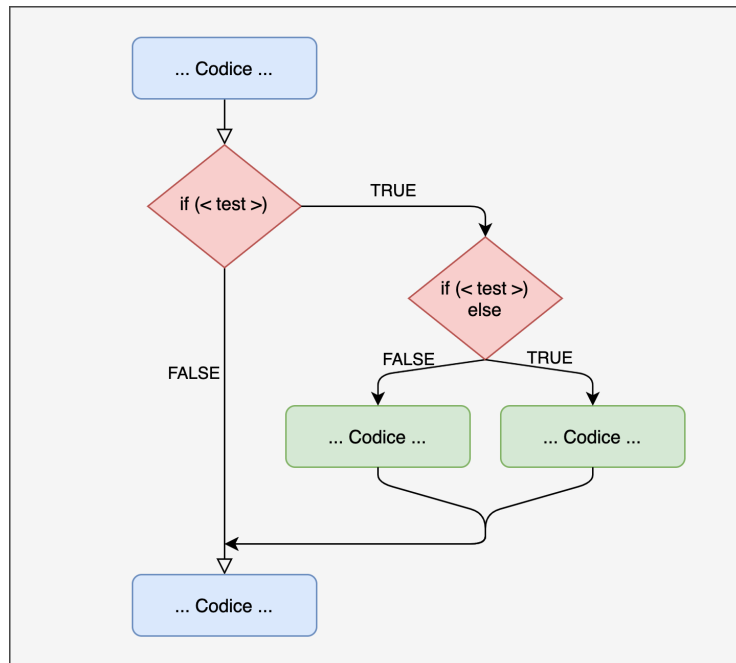 ... Codice ...
if (< test >)
TRUE
if (< test >)
else
FALSE
TRUE
FALSE
... Codice ...
... Codice ...
... Codice ...